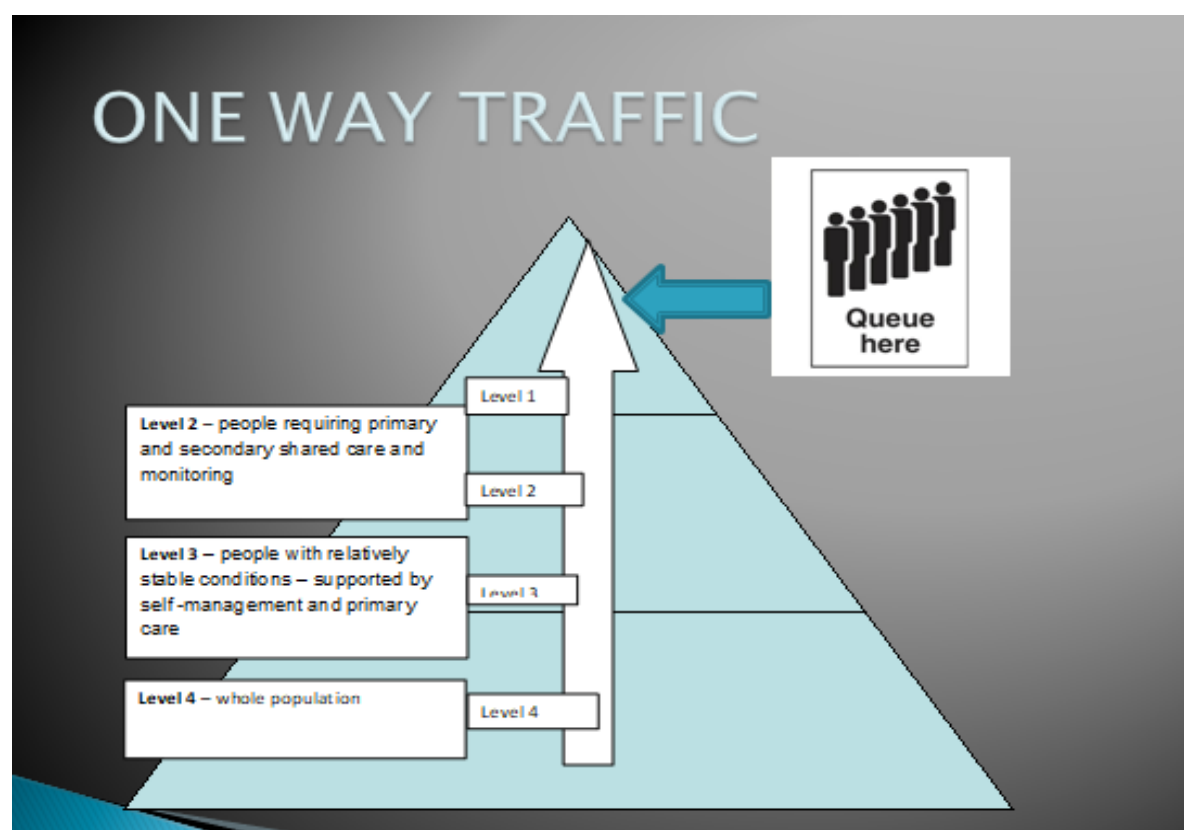 ONE WAY TRAFFIC
Queue
here
Level 1
Level 2 – people requiring primary
and secondary shared care and
monitoring
Level 2
Level 3 – people with relatively
stable conditions – supported by
self -management and primary
care
Level 3
Level 4 – whole population
Level 4